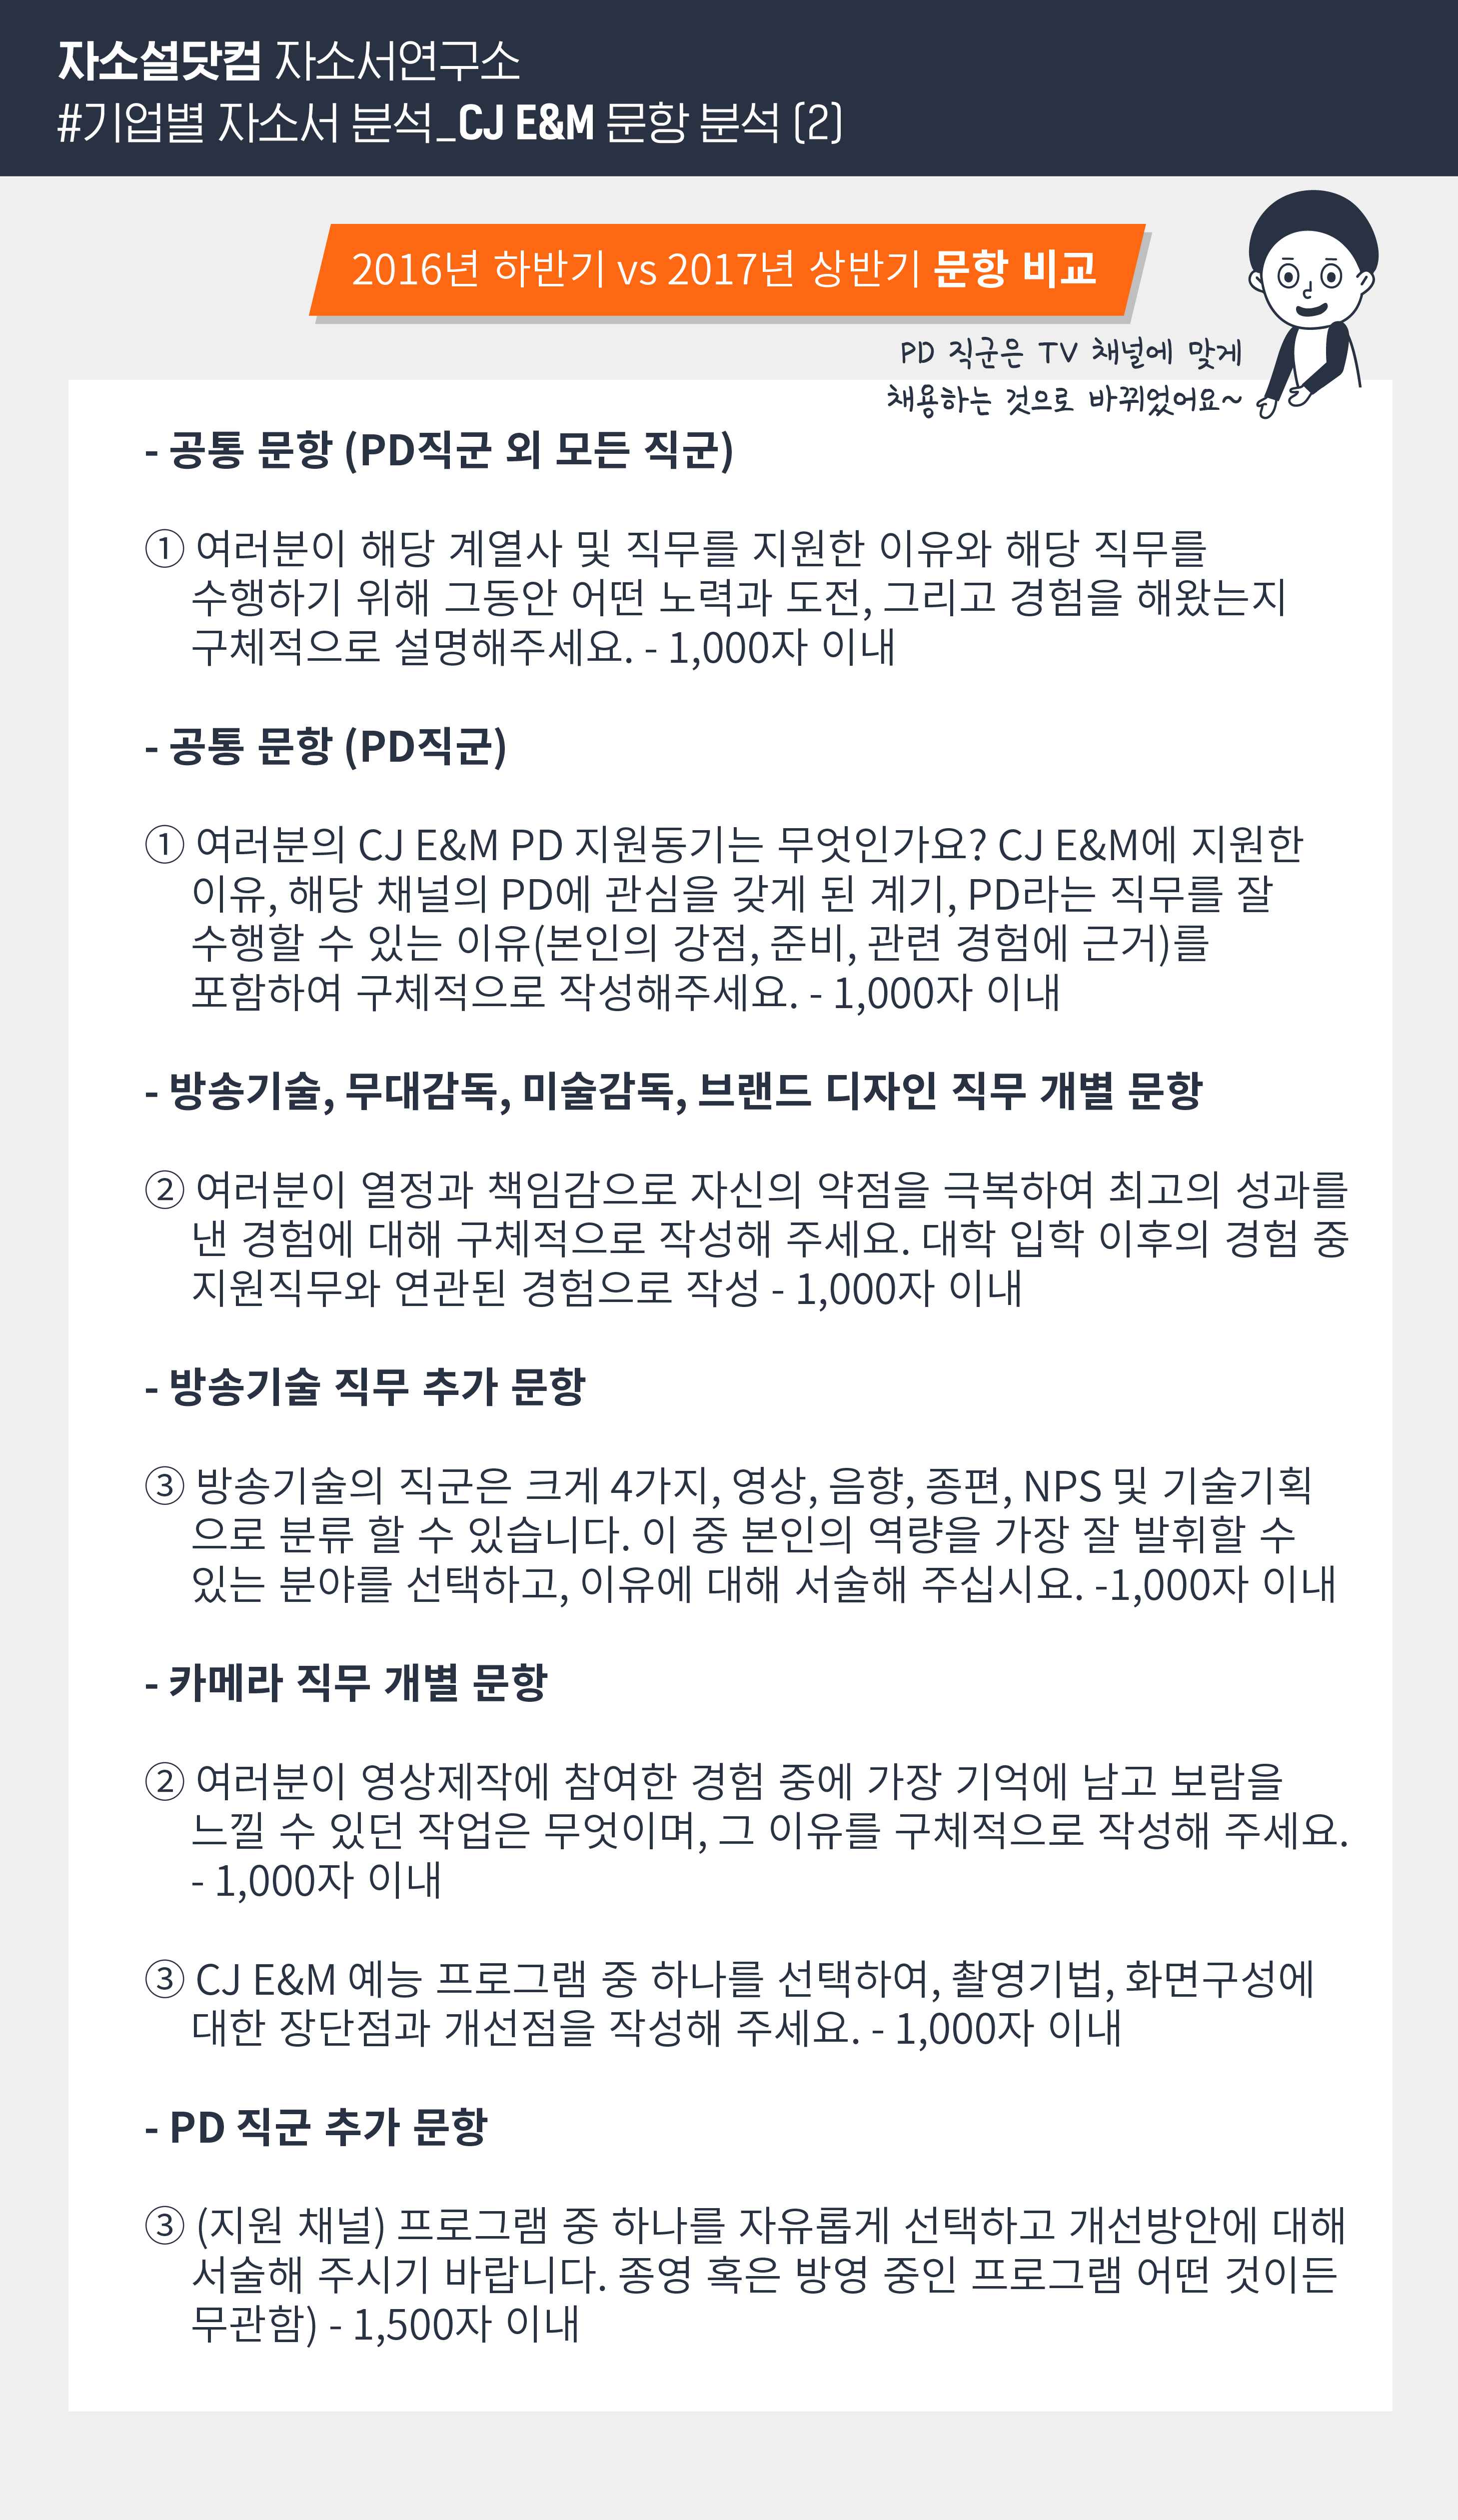 자소설닷컴 자소서연구소
#기업별 자소서 분석_CJ E&M 문항 분석 (2)
2016년 하반기 vs 2017년 상반기 문항 비교
PD 직군은 TV 채널에 맞게
채용하는 것으로 바뀌었어요~
- 공통 문항 (PD직군 외 모든 직군)
① 여러분이 해당 계열사 및 직무를 지원한 이유와 해당 직무를
수행하기 위해 그동안 어떤 노력과 도전, 그리고 경험을 해왔는지
구체적으로 설명해주세요. - 1,000자 이내
- 공통 문항 (PD직군)
① 여러분의 CJ E&M PD 지원동기는 무엇인가요? CJ E&M에 지원한
이유, 해당 채널의 PD에 관심을 갖게 된 계기, PD라는 직무를 잘
수행할 수 있는 이유(본인의 강점, 준비, 관련 경험에 근거)를
포함하여 구체적으로 작성해주세요. - 1,000자 이내
- 방송기술, 무대감독, 미술감독, 브랜드 디자인 직무 개별 문항
② 여러분이 열정과 책임감으로 자신의 약점을 극복하여 최고의 성과를
낸 경험에 대해 구체적으로 작성해 주세요. 대학 입학 이후의 경험 중
지원직무와 연관된 경험으로 작성 - 1,000자 이내
- 방송기술 직무 추가 문항
③ 방송기술의 직군은 크게 4가지, 영상, 음향, 종편, NPS 및 기술기획
으로 분류 할 수 있습니다. 이 중 본인의 역량을 가장 잘 발휘할 수
있는 분야를 선택하고, 이유에 대해 서술해 주십시요. -1,000자 이내
- 카메라 직무 개별 문항
② 여러분이 영상제작에 참여한 경험 중에 가장 기억에 남고 보람을
느낄 수 있던 작업은 무엇이며, 그 이유를 구체적으로 작성해 주세요.
- 1,000자 이내
③ CJ E&M 예능 프로그램 중 하나를 선택하여, 촬영기법, 화면구성에
대한 장단점과 개선점을 작성해 주세요. - 1,000자 이내
- PD 직군 추가 문항
③ (지원 채널) 프로그램 중 하나를 자유롭게 선택하고 개선방안에 대해
서술해 주시기 바랍니다. 종영 혹은 방영 중인 프로그램 어떤 것이든
무관함) - 1,500자 이내